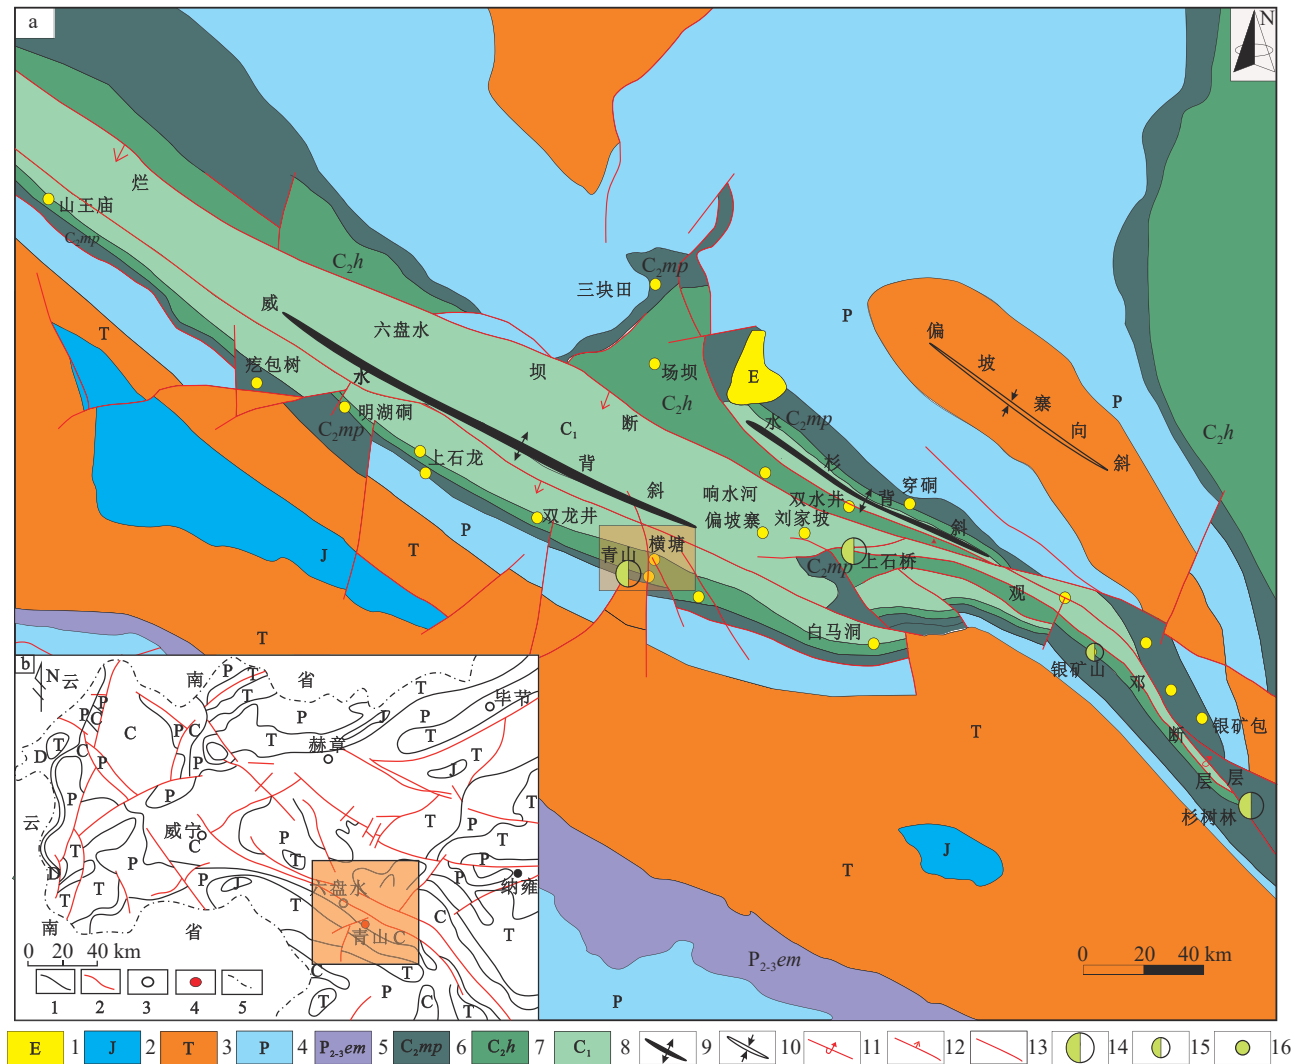 a
N
烂
山王庙
C₂mp
C₂h
C₂mp
三块田
威
六盘水
T
P
偏
坡
寨
向
斜
P
疙包树
水
坝
场坝
E
C₂h
C₂h
明湖硐
C₂mp
C₁
断
水
C₂mp
杉
上石龙
背
斜
响水河
双水井
背
穿硐
斜
双龙井
偏坡寨
刘家坡
P
T
J
青山
横塘
C₂mp
上石桥
观
白马洞
银矿山
邓
T
断
银矿包
层
层
杉树林
T
J
T
P₂₋₃em
P
0 20 40 km
b
N
云
南
省
P
T
T
T
P
J
P
毕节
P
P
C
C
P
C
T
赫章
T
D
T
C
P
P
J
T
P
T
云
威宁
C
P
T
T
P
T
T
P
D
P
T
T
P
J
六盘水
P
纳雍
T
C
T
南
省
青山
C
C
T
P
T
C
T
0 20 40 km
1 2 3 4 5
E 1 J 2 T 3 P 4 P₂₋₃em 5 C₂mp 6 C₂h 7 C₁ 8 9 10 11 12 13 14 15 16